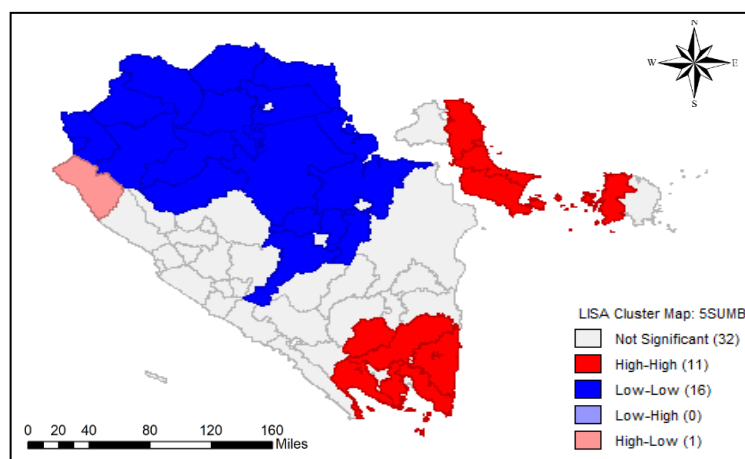 N
W E
S
LISA Cluster Map: 5SUMB
Not Significant (32)
High-High (11)
Low-Low (16)
Low-High (0)
High-Low (1)
0 20 40 80 120 160
Miles